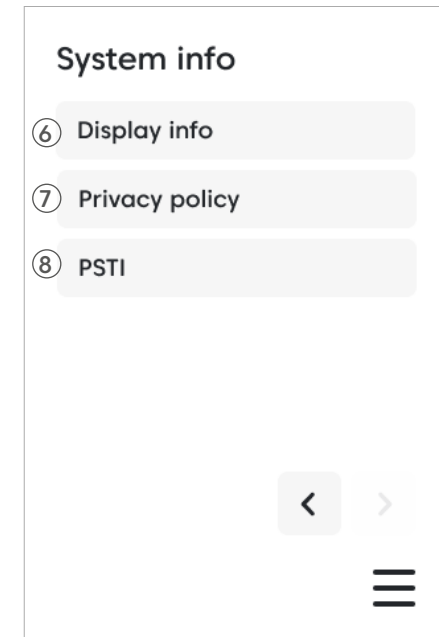 System info
⑥ Display info
⑦ Privacy policy
⑧ PSTI